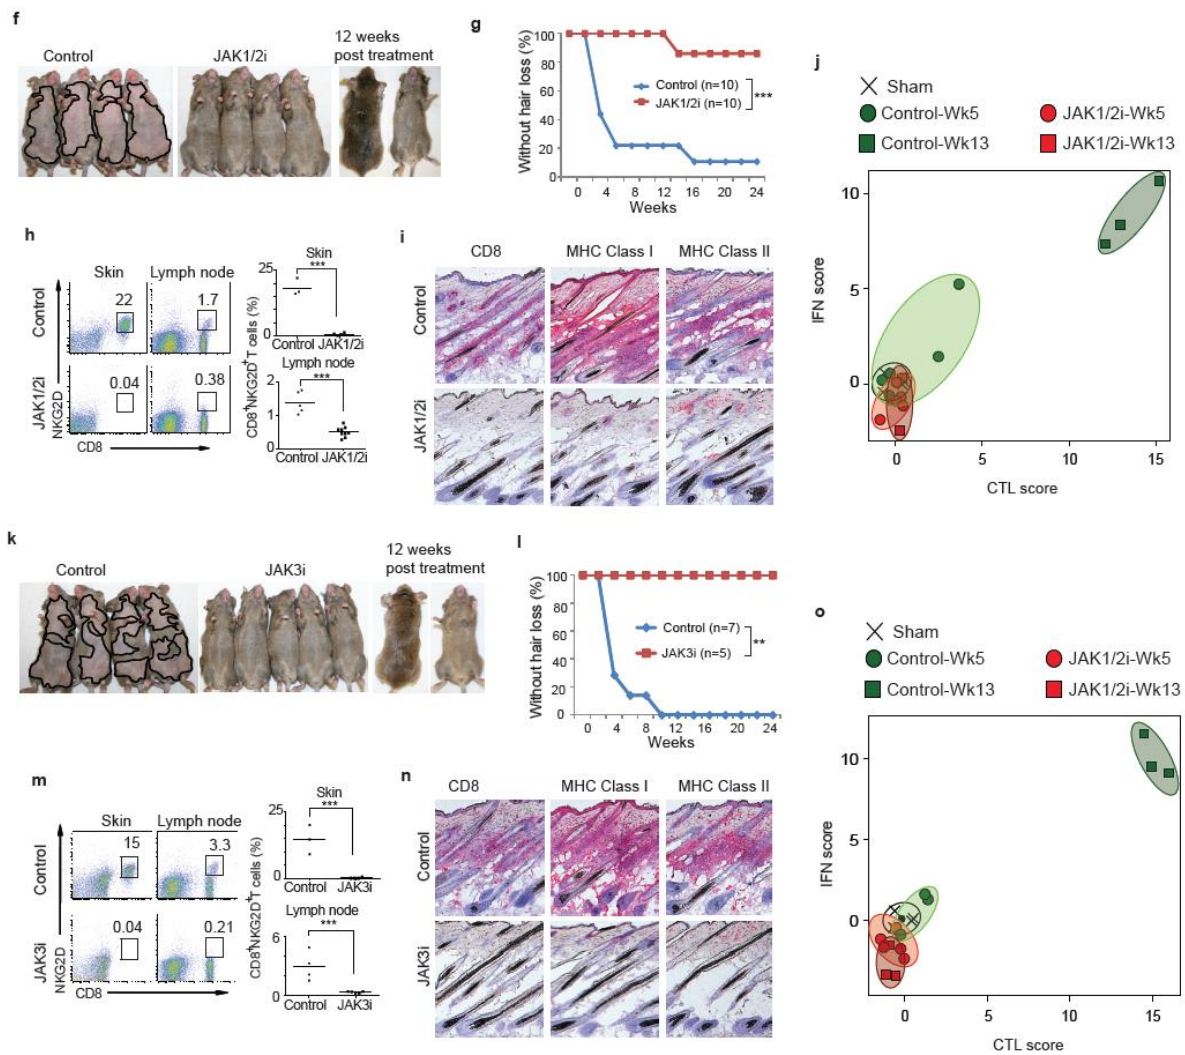 f
Control
JAK1/2i
12 weeks
post treatment
g
Without hair loss (%)
100
80
60
40
20
0
Control (n=10)
JAK1/2i (n=10)
***
0 4 8 12 16 20 24
Weeks
h
Skin Lymph node
Control
22
1.7
JAK1/2i
0.04
0.38
NKG2D
CD8
CD8+NKG2D+T cells (%)
Skin
25
***
0
Control JAK1/2i
Lymph node
2
***
1
0
Control JAK1/2i
i
CD8 MHC Class I MHC Class II
Control
JAK1/2i
j
Sham
Control-Wk5 JAK1/2i-Wk5
Control-Wk13 JAK1/2i-Wk13
IFN score
10
5
0
0 5 10 15
CTL score
k
Control
JAK3i
12 weeks
post treatment
l
Without hair loss (%)
100
80
60
40
20
0
Control (n=7)
JAK3i (n=5)
**
0 4 8 12 16 20 24
Weeks
m
Skin Lymph node
Control
15
3.3
JAK3i
0.04
0.21
NKG2D
CD8
CD8+NKG2D+T cells (%)
Skin
25
***
0
Control JAK3i
Lymph node
6
***
0
Control JAK3i
n
CD8 MHC Class I MHC Class II
Control
JAK3i
o
Sham
Control-Wk5 JAK1/2i-Wk5
Control-Wk13 JAK1/2i-Wk13
IFN score
10
5
0
0 5 10 15
CTL score